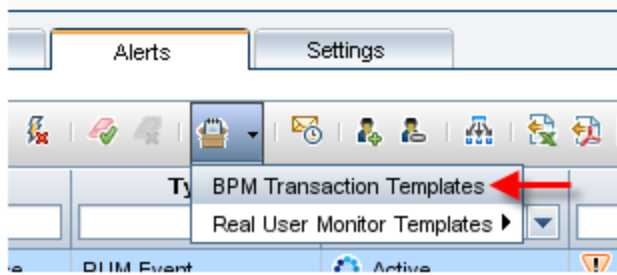 Alerts Settings
Ty
BPM Transaction Templates
Real User Monitor Templates
RUM Event Active